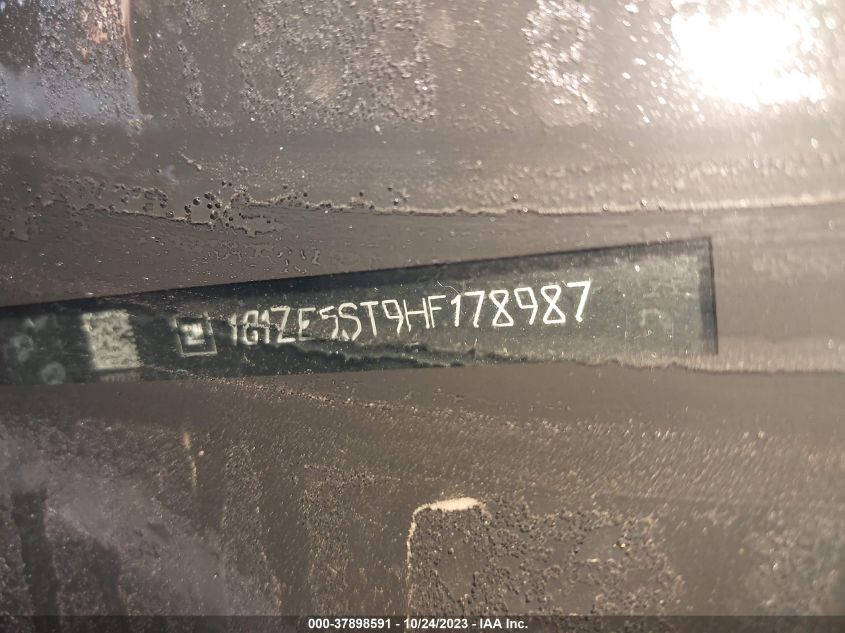 1G1ZE5ST9HF178987
000-37898591 - 10/24/2023 - IAA Inc.